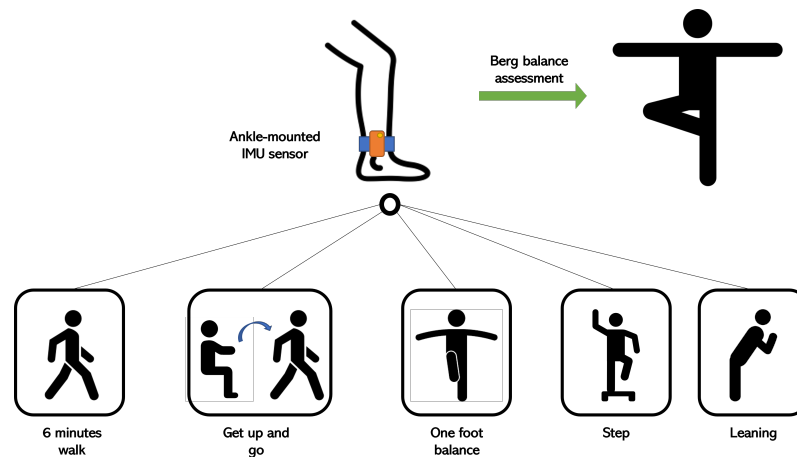 Berg balance
assessment
Ankle-mounted
IMU sensor
6 minutes
walk
Get up and
go
One foot
balance
Step
Leaning